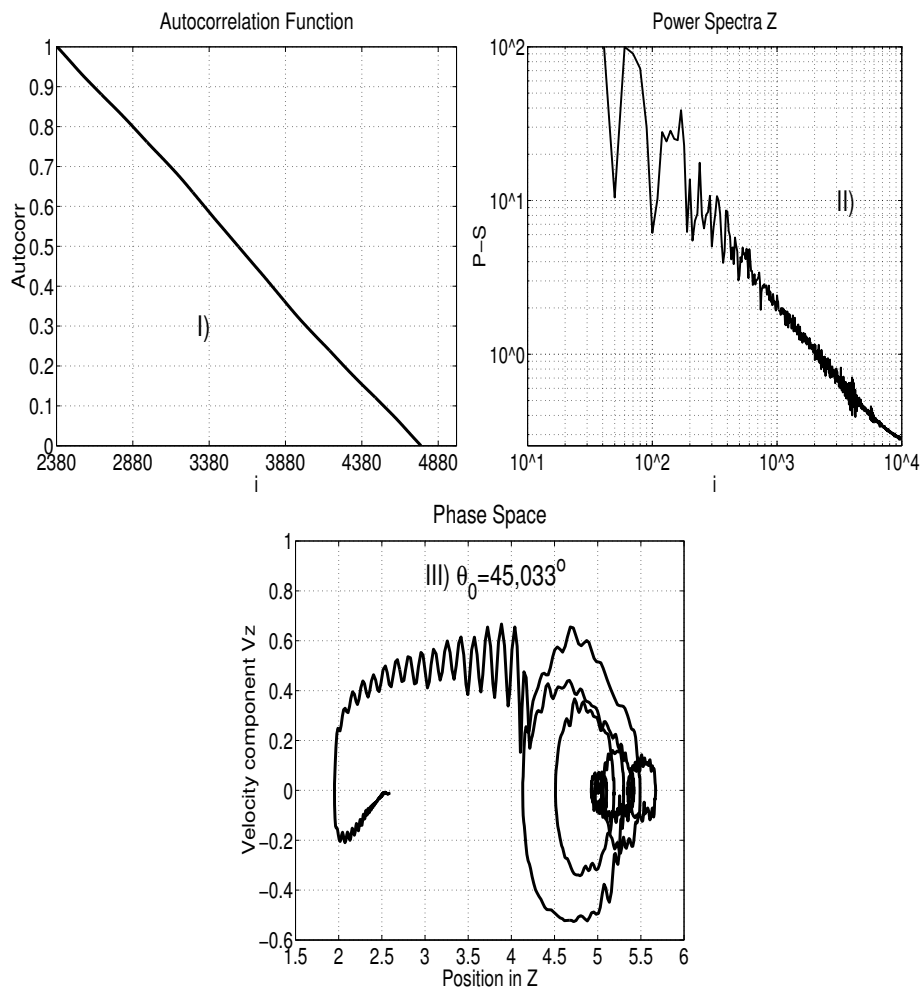 Autocorrelation Function
1
0.9
0.8
0.7
0.6
0.5
0.4
0.3
0.2
0.1
0
Autocorr
I)
2380 2880 3380 3880 4380 4880
i
Power Spectra Z
10^2
10^1
10^0
P-S
II)
10^1 10^2 10^3 10^4
i
Phase Space
1
0.8
0.6
0.4
0.2
0
-0.2
-0.4
-0.6
Velocity component Vz
III) θ0=45,033o
1.5 2 2.5 3 3.5 4 4.5 5 5.5 6
Position in Z